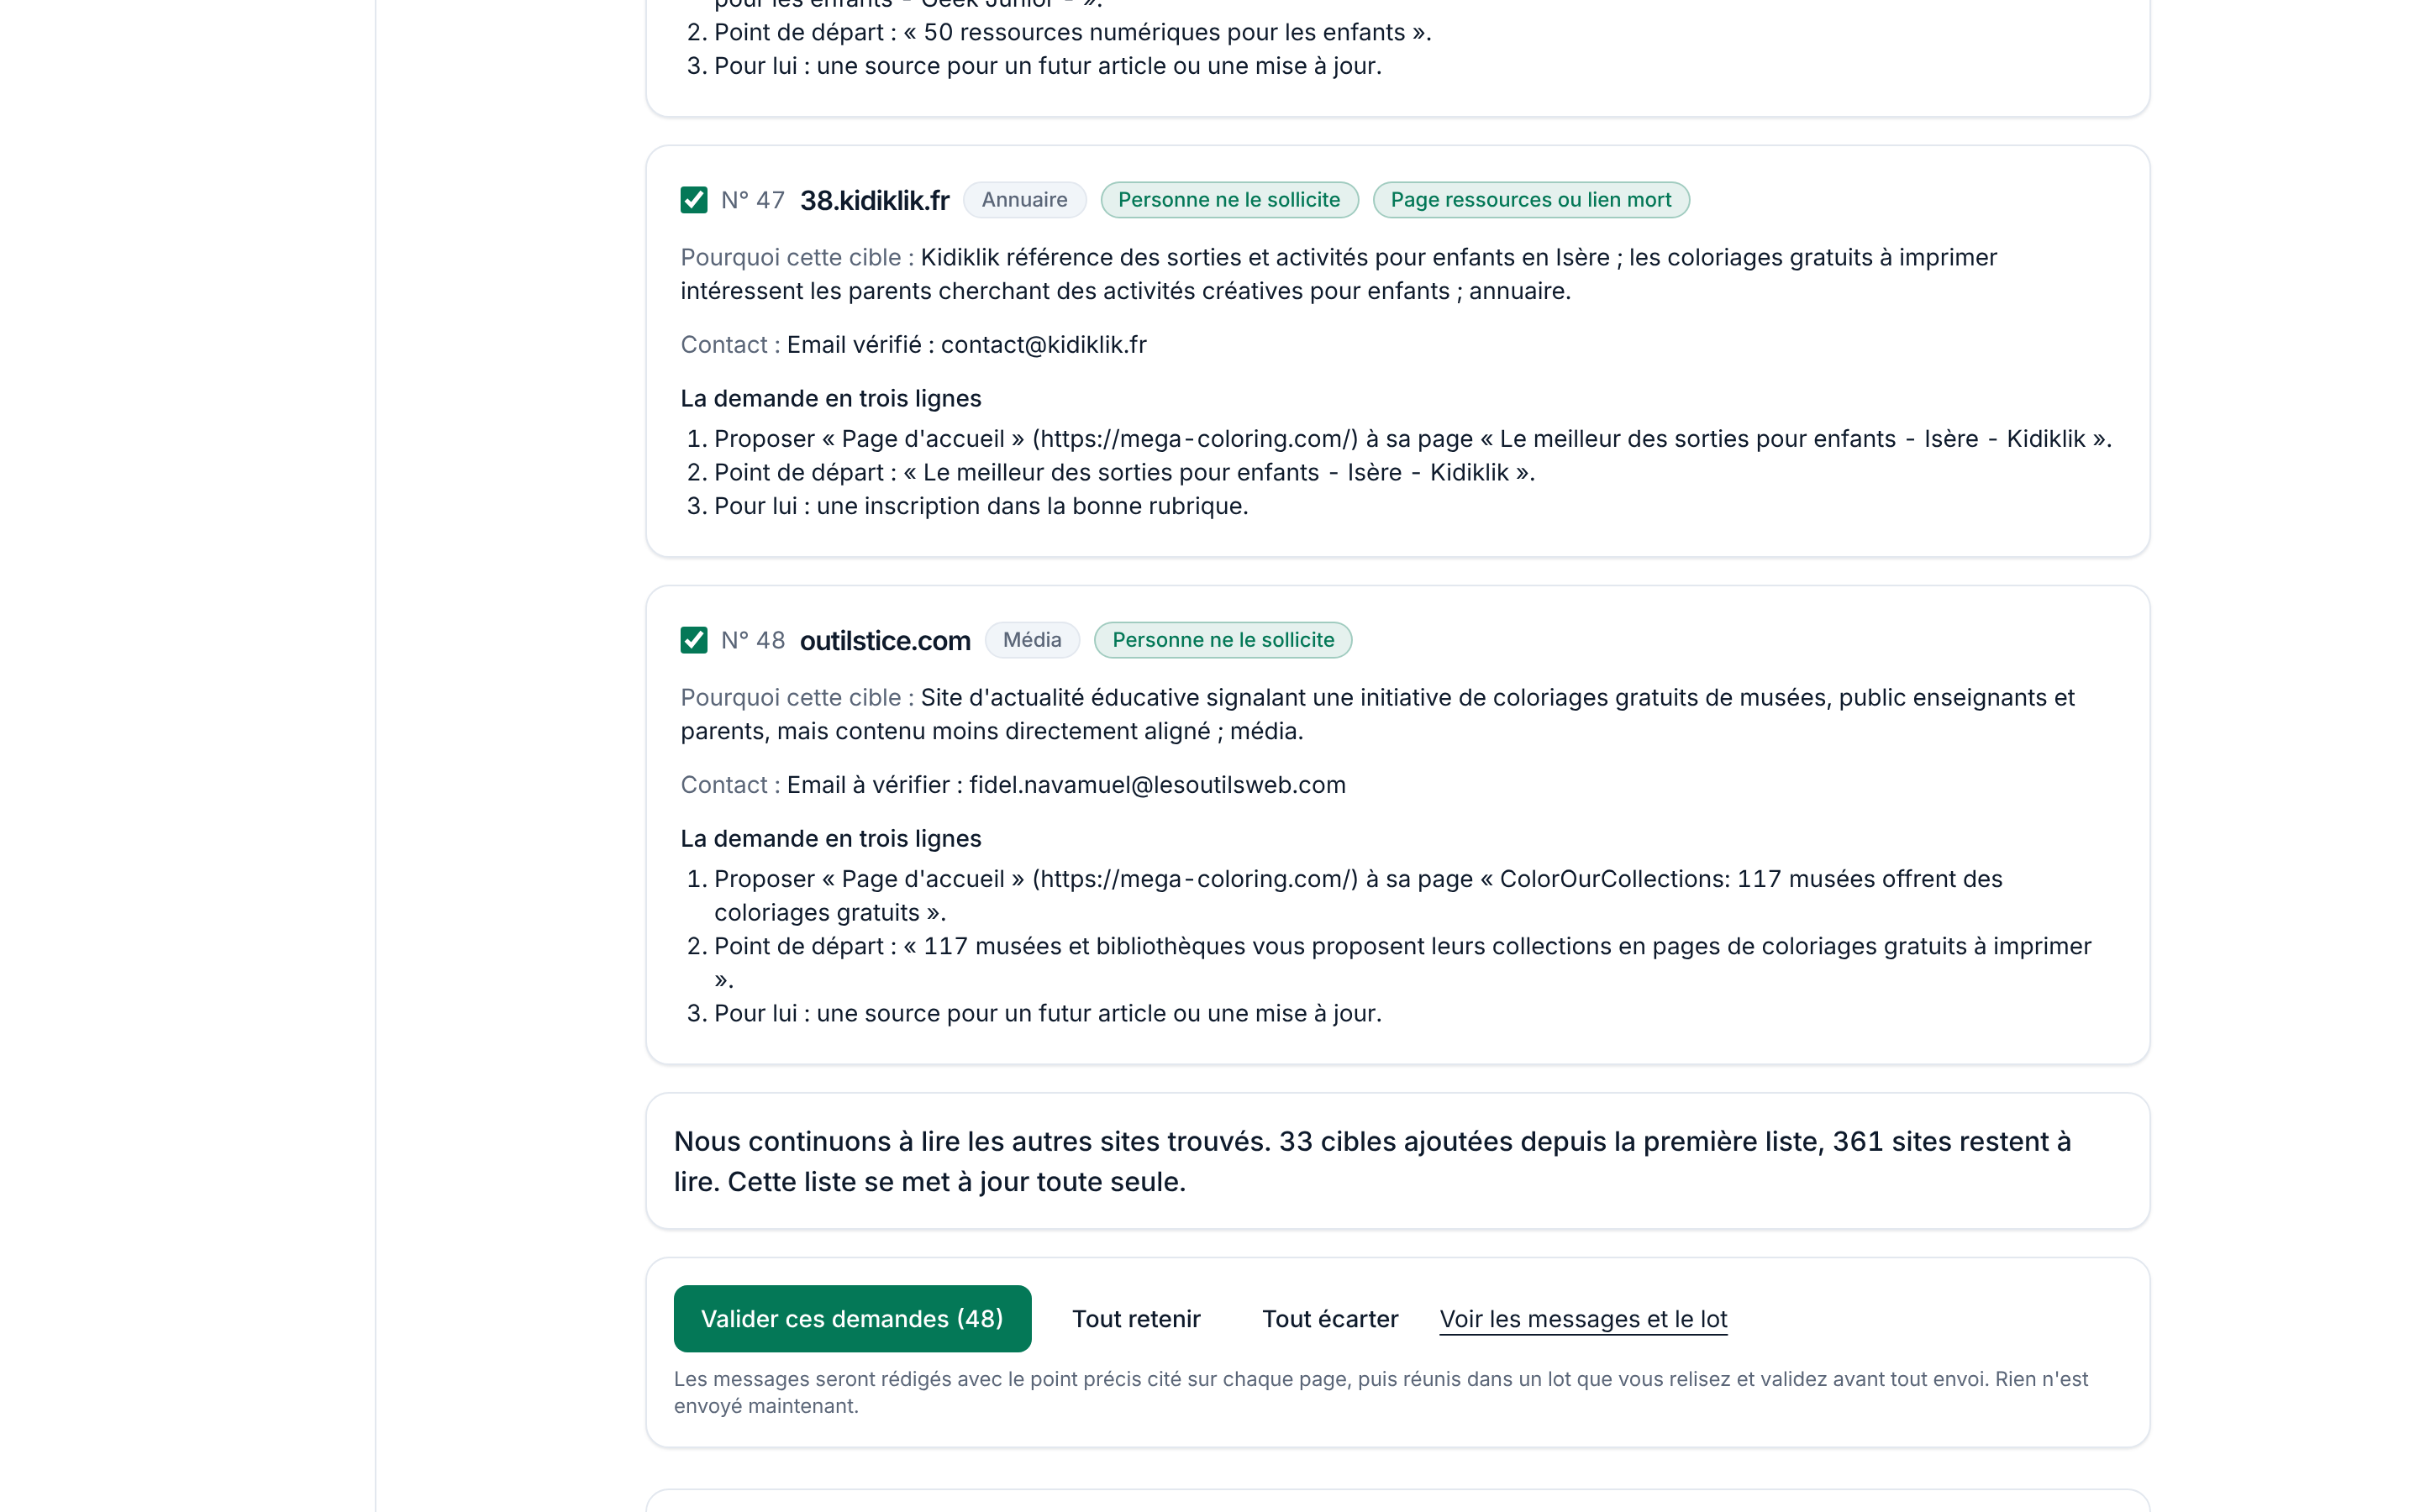 pour les enfants - Geek Junior - ».
2. Point de départ : « 50 ressources numériques pour les enfants ».
3. Pour lui : une source pour un futur article ou une mise à jour.
N° 47 38.kidiklik.fr Annuaire Personne ne le sollicite Page ressources ou lien mort
Pourquoi cette cible : Kidiklik référence des sorties et activités pour enfants en Isère ; les coloriages gratuits à imprimer
intéressent les parents cherchant des activités créatives pour enfants ; annuaire.
Contact : Email vérifié : contact@kidiklik.fr
La demande en trois lignes
1. Proposer « Page d'accueil » (https://mega-coloring.com/) à sa page « Le meilleur des sorties pour enfants - Isère - Kidiklik ».
2. Point de départ : « Le meilleur des sorties pour enfants - Isère - Kidiklik ».
3. Pour lui : une inscription dans la bonne rubrique.
N° 48 outilstice.com Média Personne ne le sollicite
Pourquoi cette cible : Site d'actualité éducative signalant une initiative de coloriages gratuits de musées, public enseignants et
parents, mais contenu moins directement aligné ; média.
Contact : Email à vérifier : fidel.navamuel@lesoutilsweb.com
La demande en trois lignes
1. Proposer « Page d'accueil » (https://mega-coloring.com/) à sa page « ColorOurCollections: 117 musées offrent des
coloriages gratuits ».
2. Point de départ : « 117 musées et bibliothèques vous proposent leurs collections en pages de coloriages gratuits à imprimer
».
3. Pour lui : une source pour un futur article ou une mise à jour.
Nous continuons à lire les autres sites trouvés. 33 cibles ajoutées depuis la première liste, 361 sites restent à
lire. Cette liste se met à jour toute seule.
Valider ces demandes (48) Tout retenir Tout écarter Voir les messages et le lot
Les messages seront rédigés avec le point précis cité sur chaque page, puis réunis dans un lot que vous relisez et validez avant tout envoi. Rien n'est
envoyé maintenant.